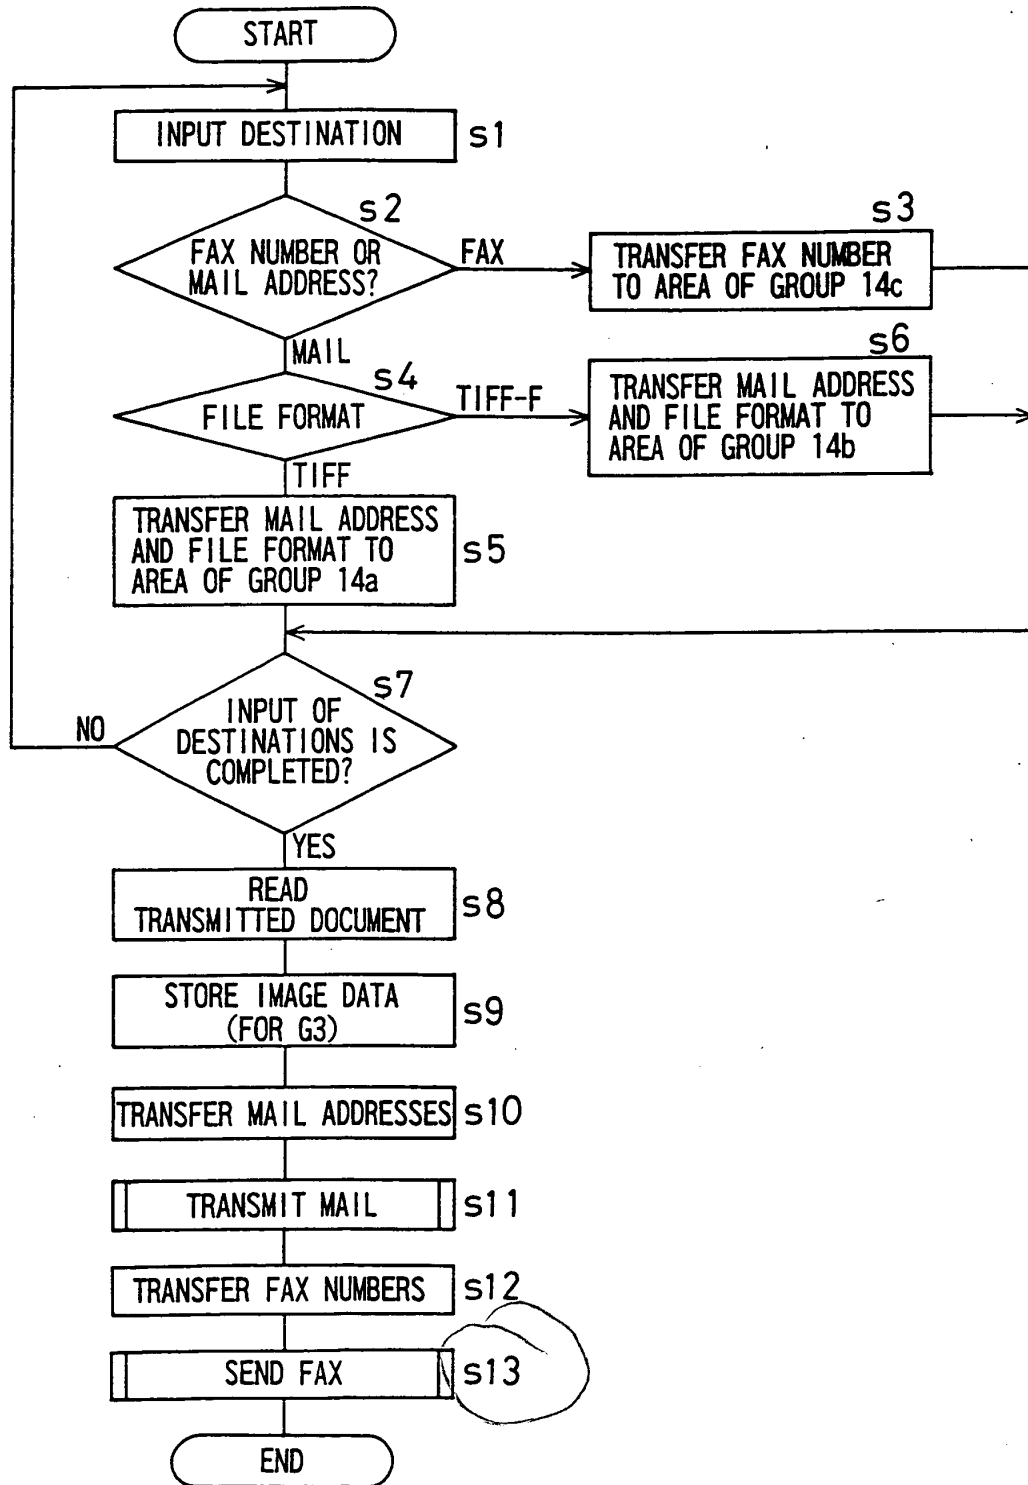 START
INPUT DESTINATION
s1
s2
FAX NUMBER OR
MAIL ADDRESS?
FAX
s3
TRANSFER FAX NUMBER
TO AREA OF GROUP 14c
MAIL
s4
FILE FORMAT
TIFF-F
s6
TRANSFER MAIL ADDRESS
AND FILE FORMAT TO
AREA OF GROUP 14b
TIFF
TRANSFER MAIL ADDRESS
AND FILE FORMAT TO
AREA OF GROUP 14a
s5
s7
INPUT OF
DESTINATIONS IS
COMPLETED?
NO
YES
READ
TRANSMITTED DOCUMENT
s8
STORE IMAGE DATA
(FOR G3)
s9
TRANSFER MAIL ADDRESSES
s10
TRANSMIT MAIL
s11
TRANSFER FAX NUMBERS
s12
SEND FAX
s13
END